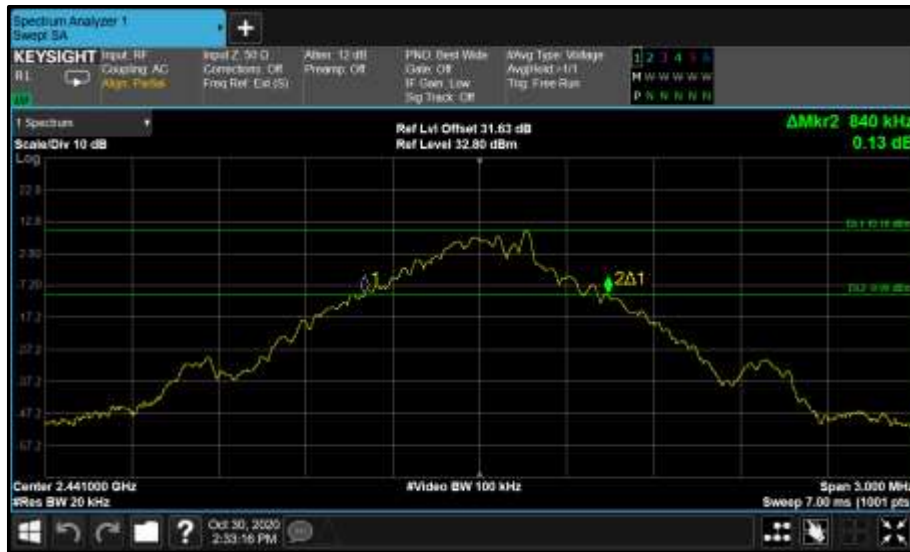 Spectrum Analyzer 1
Swept SA
+
KEYSIGHT
RL
Input: RF
Coupling: AC
Align: Partial
Input Z: 50 Ω
Corrections: Off
Freq Ref: Ext (S)
Atten: 12 dB
Preamp: Off
PNO: Best Wide
Gate: Off
IF Gain: Low
Sig Track: Off
Avg Type: Voltage
Trig: Free Run
1 2 3 4 5 6
M W W W W W
P N N N N N
1 Spectrum
Scale/Div 10 dB
Log
Ref Lvl Offset 31.63 dB
Ref Level 32.80 dBm
ΔMkr2 840 kHz
0.13 dB
22.8
12.8
2.80
-7.20
-17.2
-27.2
-37.2
-47.2
-57.2
1
2Δ1
Center 2.441000 GHz
#Res BW 20 kHz
#Video BW 100 kHz
Span 3.000 MHz
Sweep 7.00 ms (1001 pts
?
Oct 30, 2020
2:33:16 PM